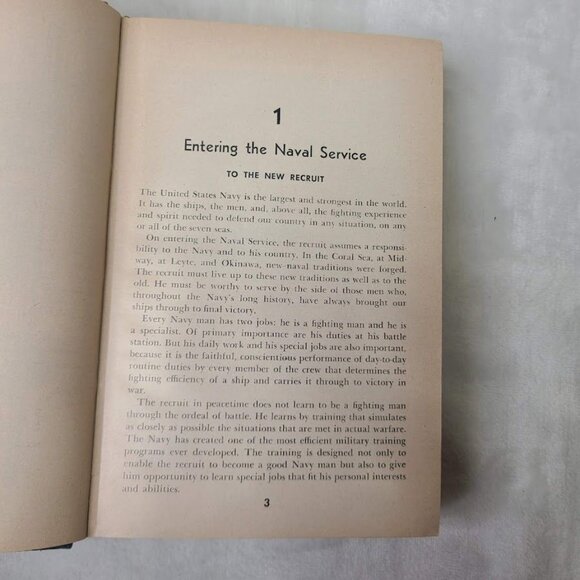 1
Entering the Naval Service
TO THE NEW RECRUIT
The United States Navy is the largest and strongest in the world.
It has the ships, the men, and, above all, the fighting experience
and spirit needed to defend our country in any situation, on any
or all of the seven seas.
On entering the Naval Service, the recruit assumes a responsi-
bility to the Navy and to his country. In the Coral Sea, at Mid-
way, at Leyte, and Okinawa, new naval traditions were forged.
The recruit must live up to these new traditions as well as to the
old. He must be worthy to serve by the side of those men who,
throughout the Navy's long history, have always brought our
ships through to final victory.
Every Navy man has two jobs: he is a fighting man and he is
a specialist. Of primary importance are his duties at his battle
station. But his daily work and his special jobs are also important,
because it is the faithful, conscientious performance of day-to-day
routine duties by every member of the crew that determines the
fighting efficiency of a ship and carries it through to victory in
war.
The recruit in peacetime does not learn to be a fighting man
through the ordeal of battle. He learns by training that simulates
as closely as possible the situations that are met in actual warfare.
The Navy has created one of the most efficient military training
programs ever developed. The training is designed not only to
enable the recruit to become a good Navy man but also to give
him opportunity to learn special jobs that fit his personal interests
and abilities.
3